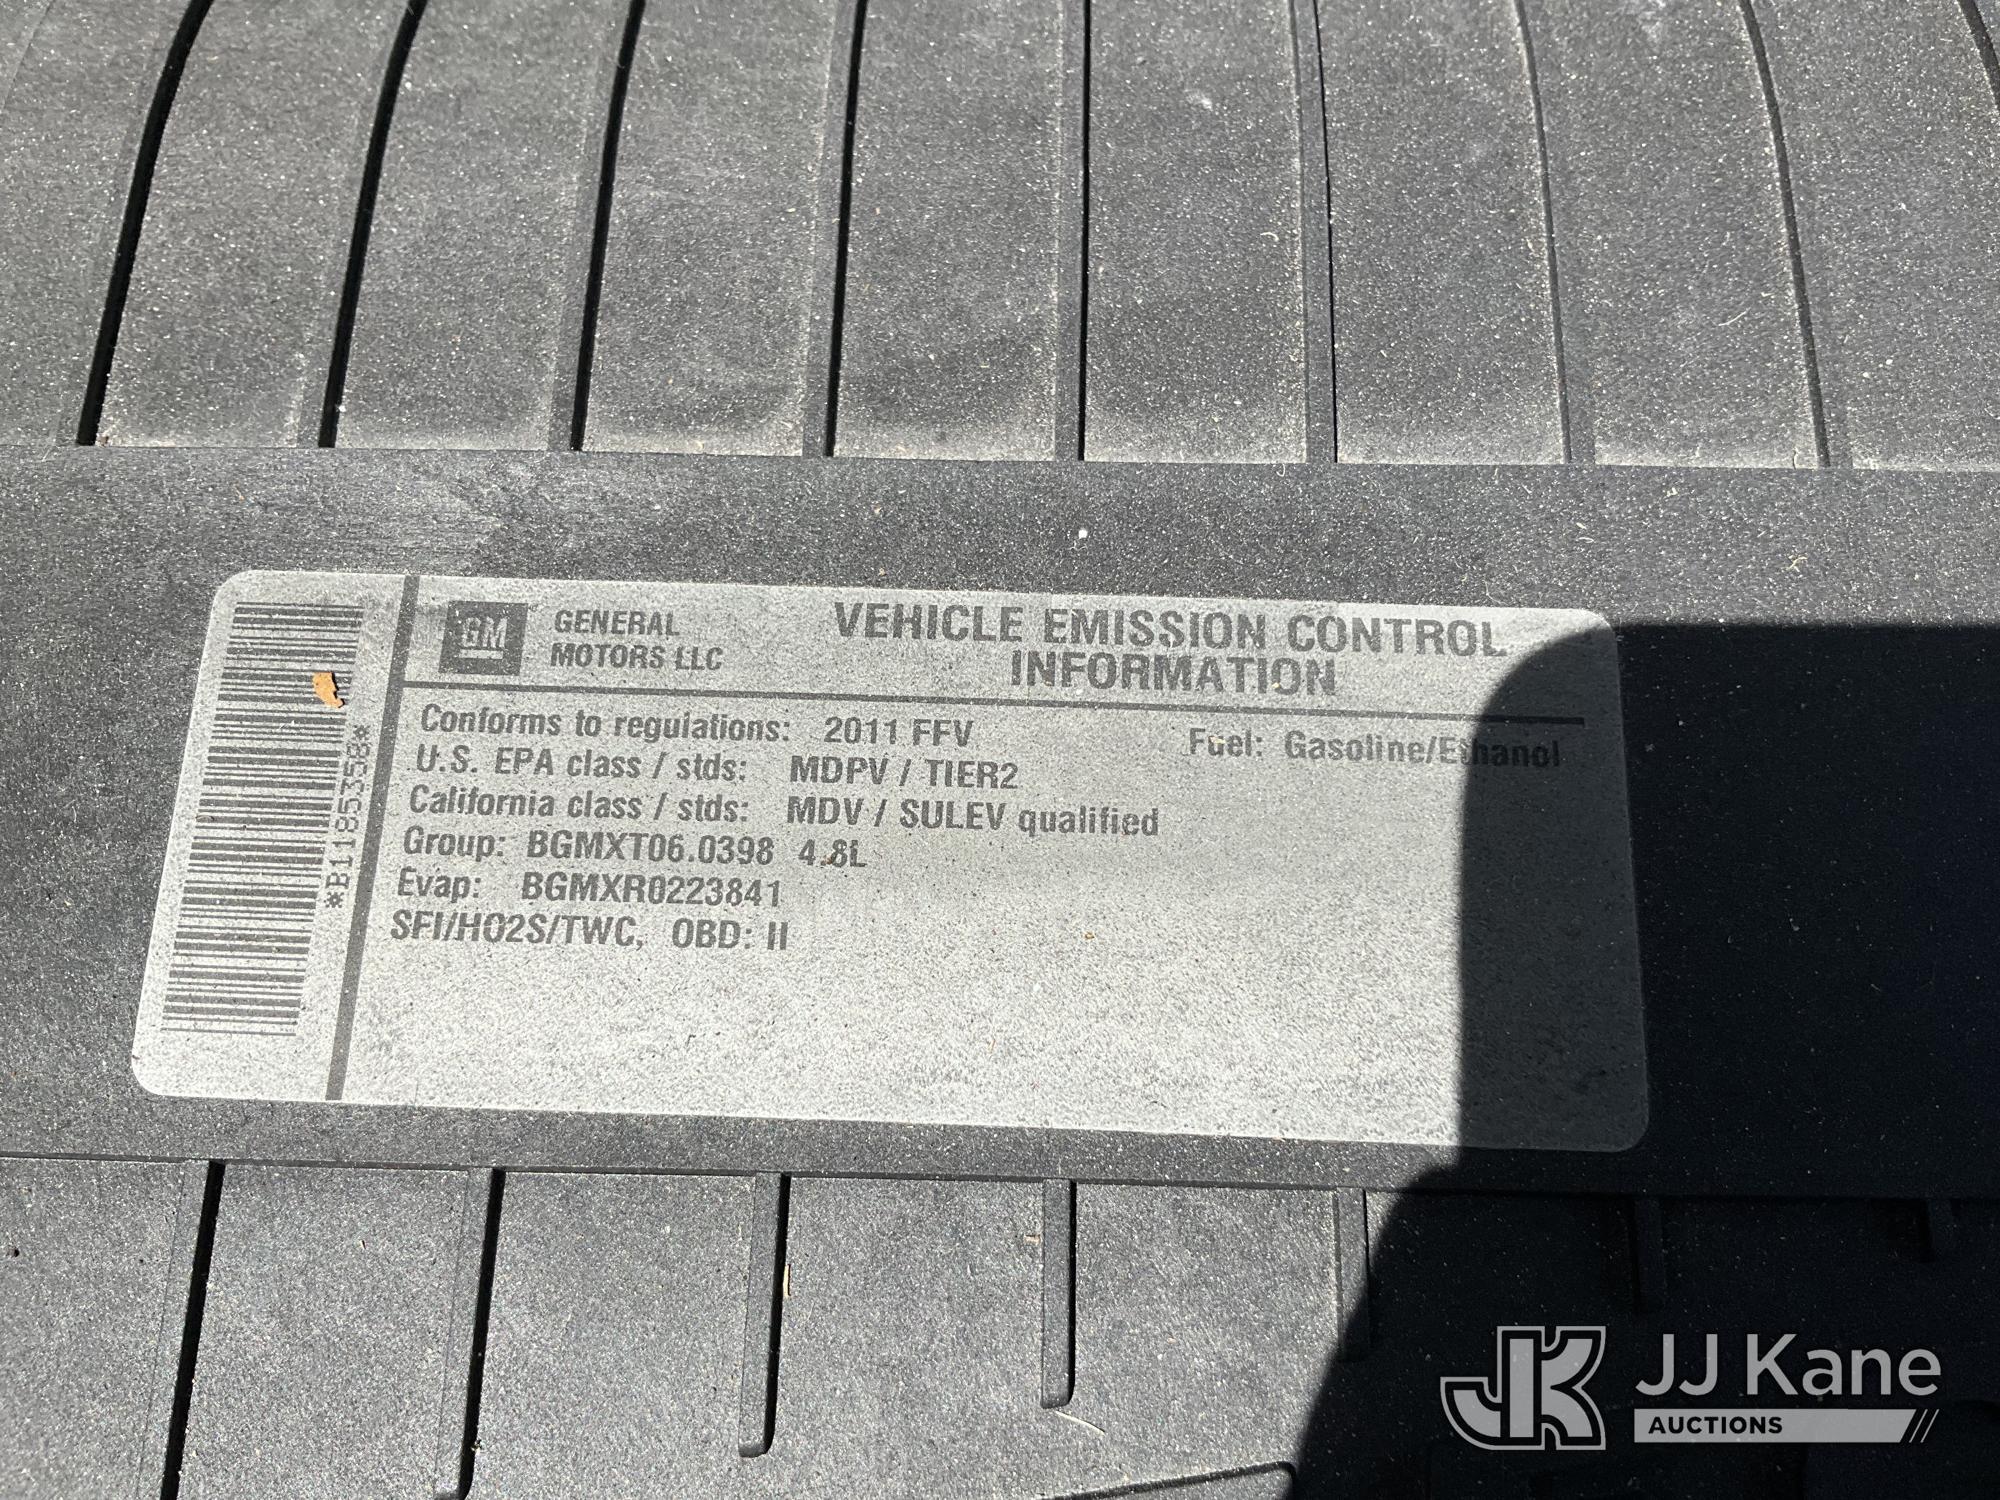 GM
GENERAL
MOTORS LLC
VEHICLE EMISSION CONTROL
INFORMATION
Conforms to regulations: 2011 FFV
Fuel: Gasoline/Ethanol
U.S. EPA class / stds: MDPV / TIER2
California class / stds: MDV / SULEV qualified
Group: BGMXT06.0398 4.8L
Evap: BGMXR0223841
SFI/HO2S/TWC, OBD: II
*B1185358*
JK
JJ Kane
AUCTIONS